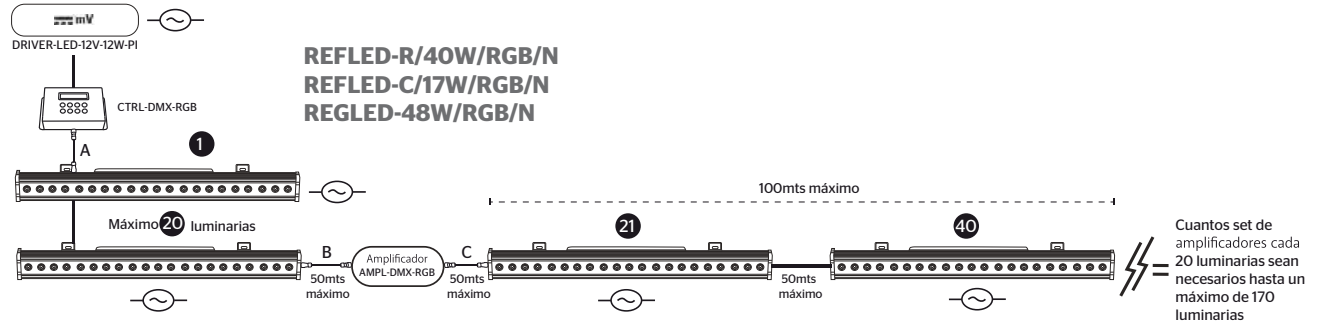 mV
DRIVER-LED-12V-12W-PI
REFLED-R/40W/RGB/N
REFLED-C/17W/RGB/N
REGLED-48W/RGB/N
CTRL-DMX-RGB
A
1
Máximo 20 luminarias
B
50mts
máximo
Amplificador
AMPL-DMX-RGB
C
50mts
máximo
100mts máximo
21
50mts
máximo
40
Cuantos set de
amplificadores cada
20 luminarias sean
necesarios hasta un
máximo de 170
luminarias